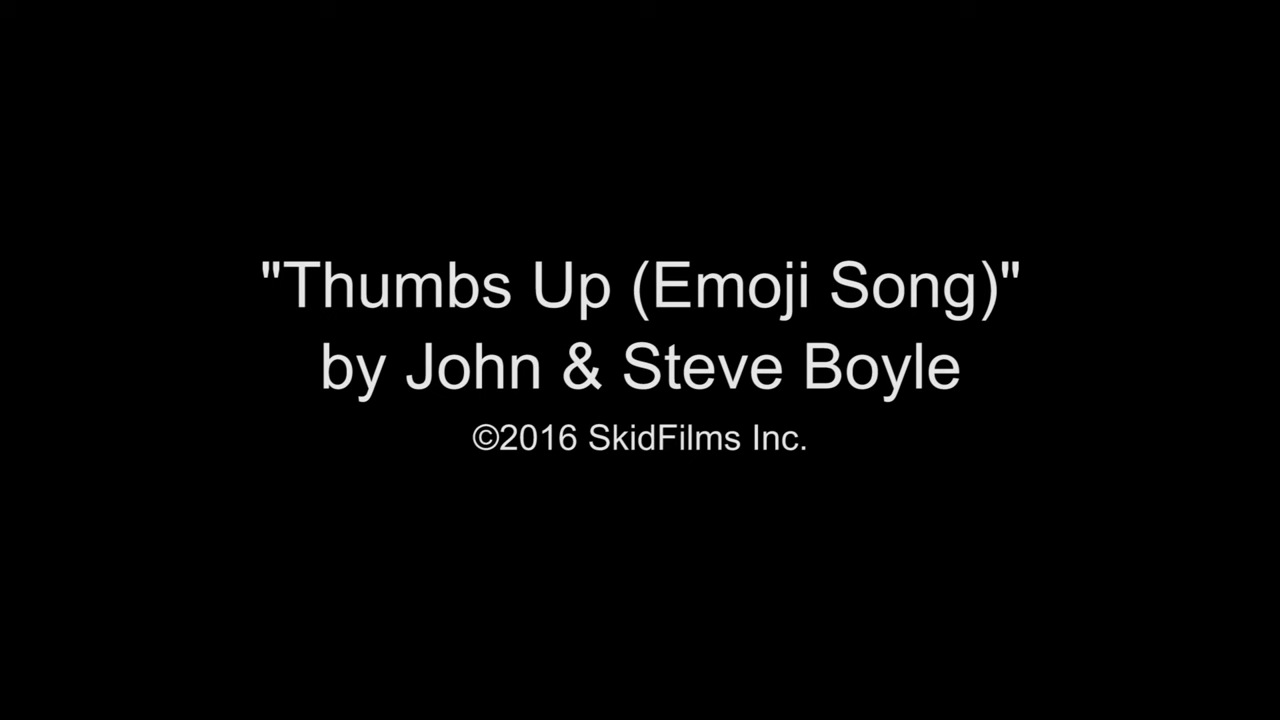 "Thumbs Up (Emoji Song)"
by John & Steve Boyle
©2016 SkidFilms Inc.